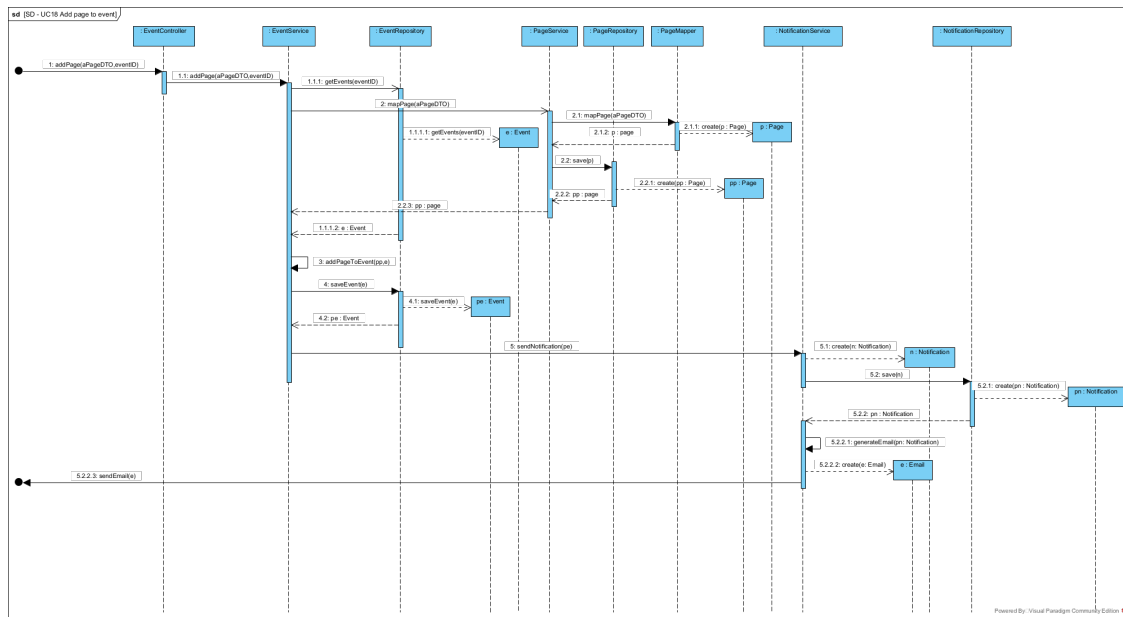 sd [SD - UC18 Add page to event]
: EventController
: EventService
: EventRepository
: PageService
: PageRepository
: PageMapper
: NotificationService
: NotificationRepository
1: addPage(aPageDTO,eventID)
1.1: addPage(aPageDTO,eventID)
1.1.1: getEvents(eventID)
2: mapPage(aPageDTO)
2.1: mapPage(aPageDTO)
2.1.1: create(p : Page)
p : Page
1.1.1.1: getEvents(eventID)
e : Event
2.1.2: p : page
2.2: save(p)
2.2.1: create(pp : Page)
pp : Page
2.2.2: pp : page
2.2.3: pp : page
1.1.1.2: e : Event
3: addPageToEvent(pp,e)
4: saveEvent(e)
4.1: saveEvent(e)
pe : Event
4.2: pe : Event
5: sendNotification(pe)
5.1: create(n: Notification)
n : Notification
5.2: save(n)
5.2.1: create(pn : Notification)
pn : Notification
5.2.2: pn : Notification
5.2.2.1: generateEmail(pn: Notification)
5.2.2.2: create(e: Email)
e : Email
5.2.2.3: sendEmail(e)
Powered By: Visual Paradigm Community Edition